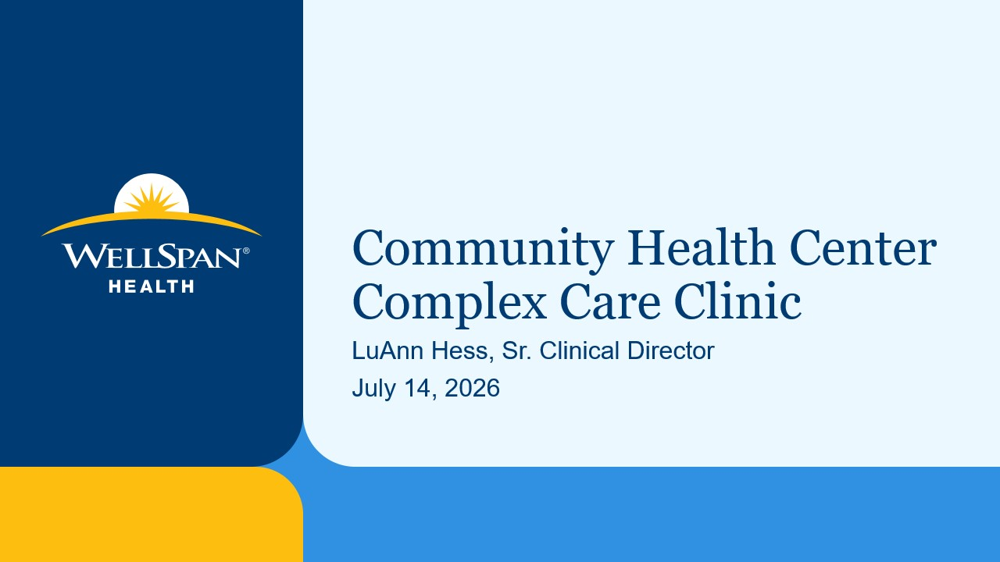 WELLSPAN®
HEALTH
Community Health Center
Complex Care Clinic
LuAnn Hess, Sr. Clinical Director
July 14, 2026